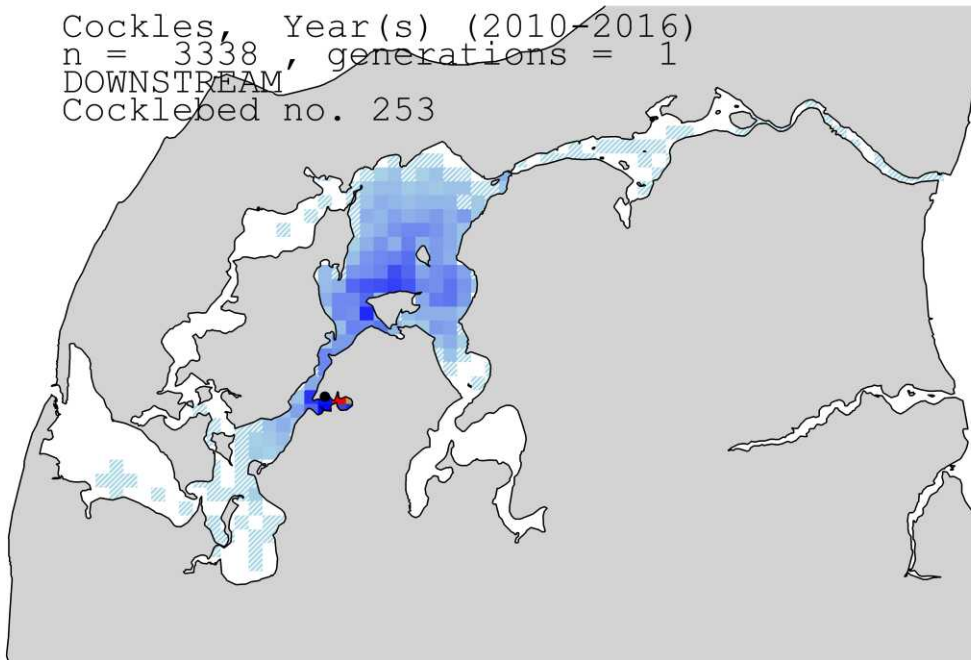 Cockles, Year(s) (2010-2016)
n = 3338 , generations = 1
DOWNSTREAM
Cocklebed no. 253